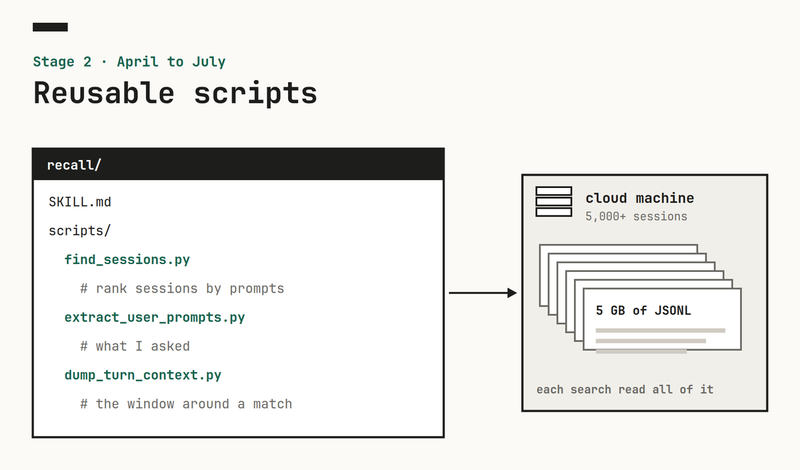 Stage 2 · April to July
Reusable scripts
recall/
SKILL.md
scripts/
find_sessions.py
# rank sessions by prompts
extract_user_prompts.py
# what I asked
dump_turn_context.py
# the window around a match
cloud machine
5,000+ sessions
5 GB of JSONL
each search read all of it